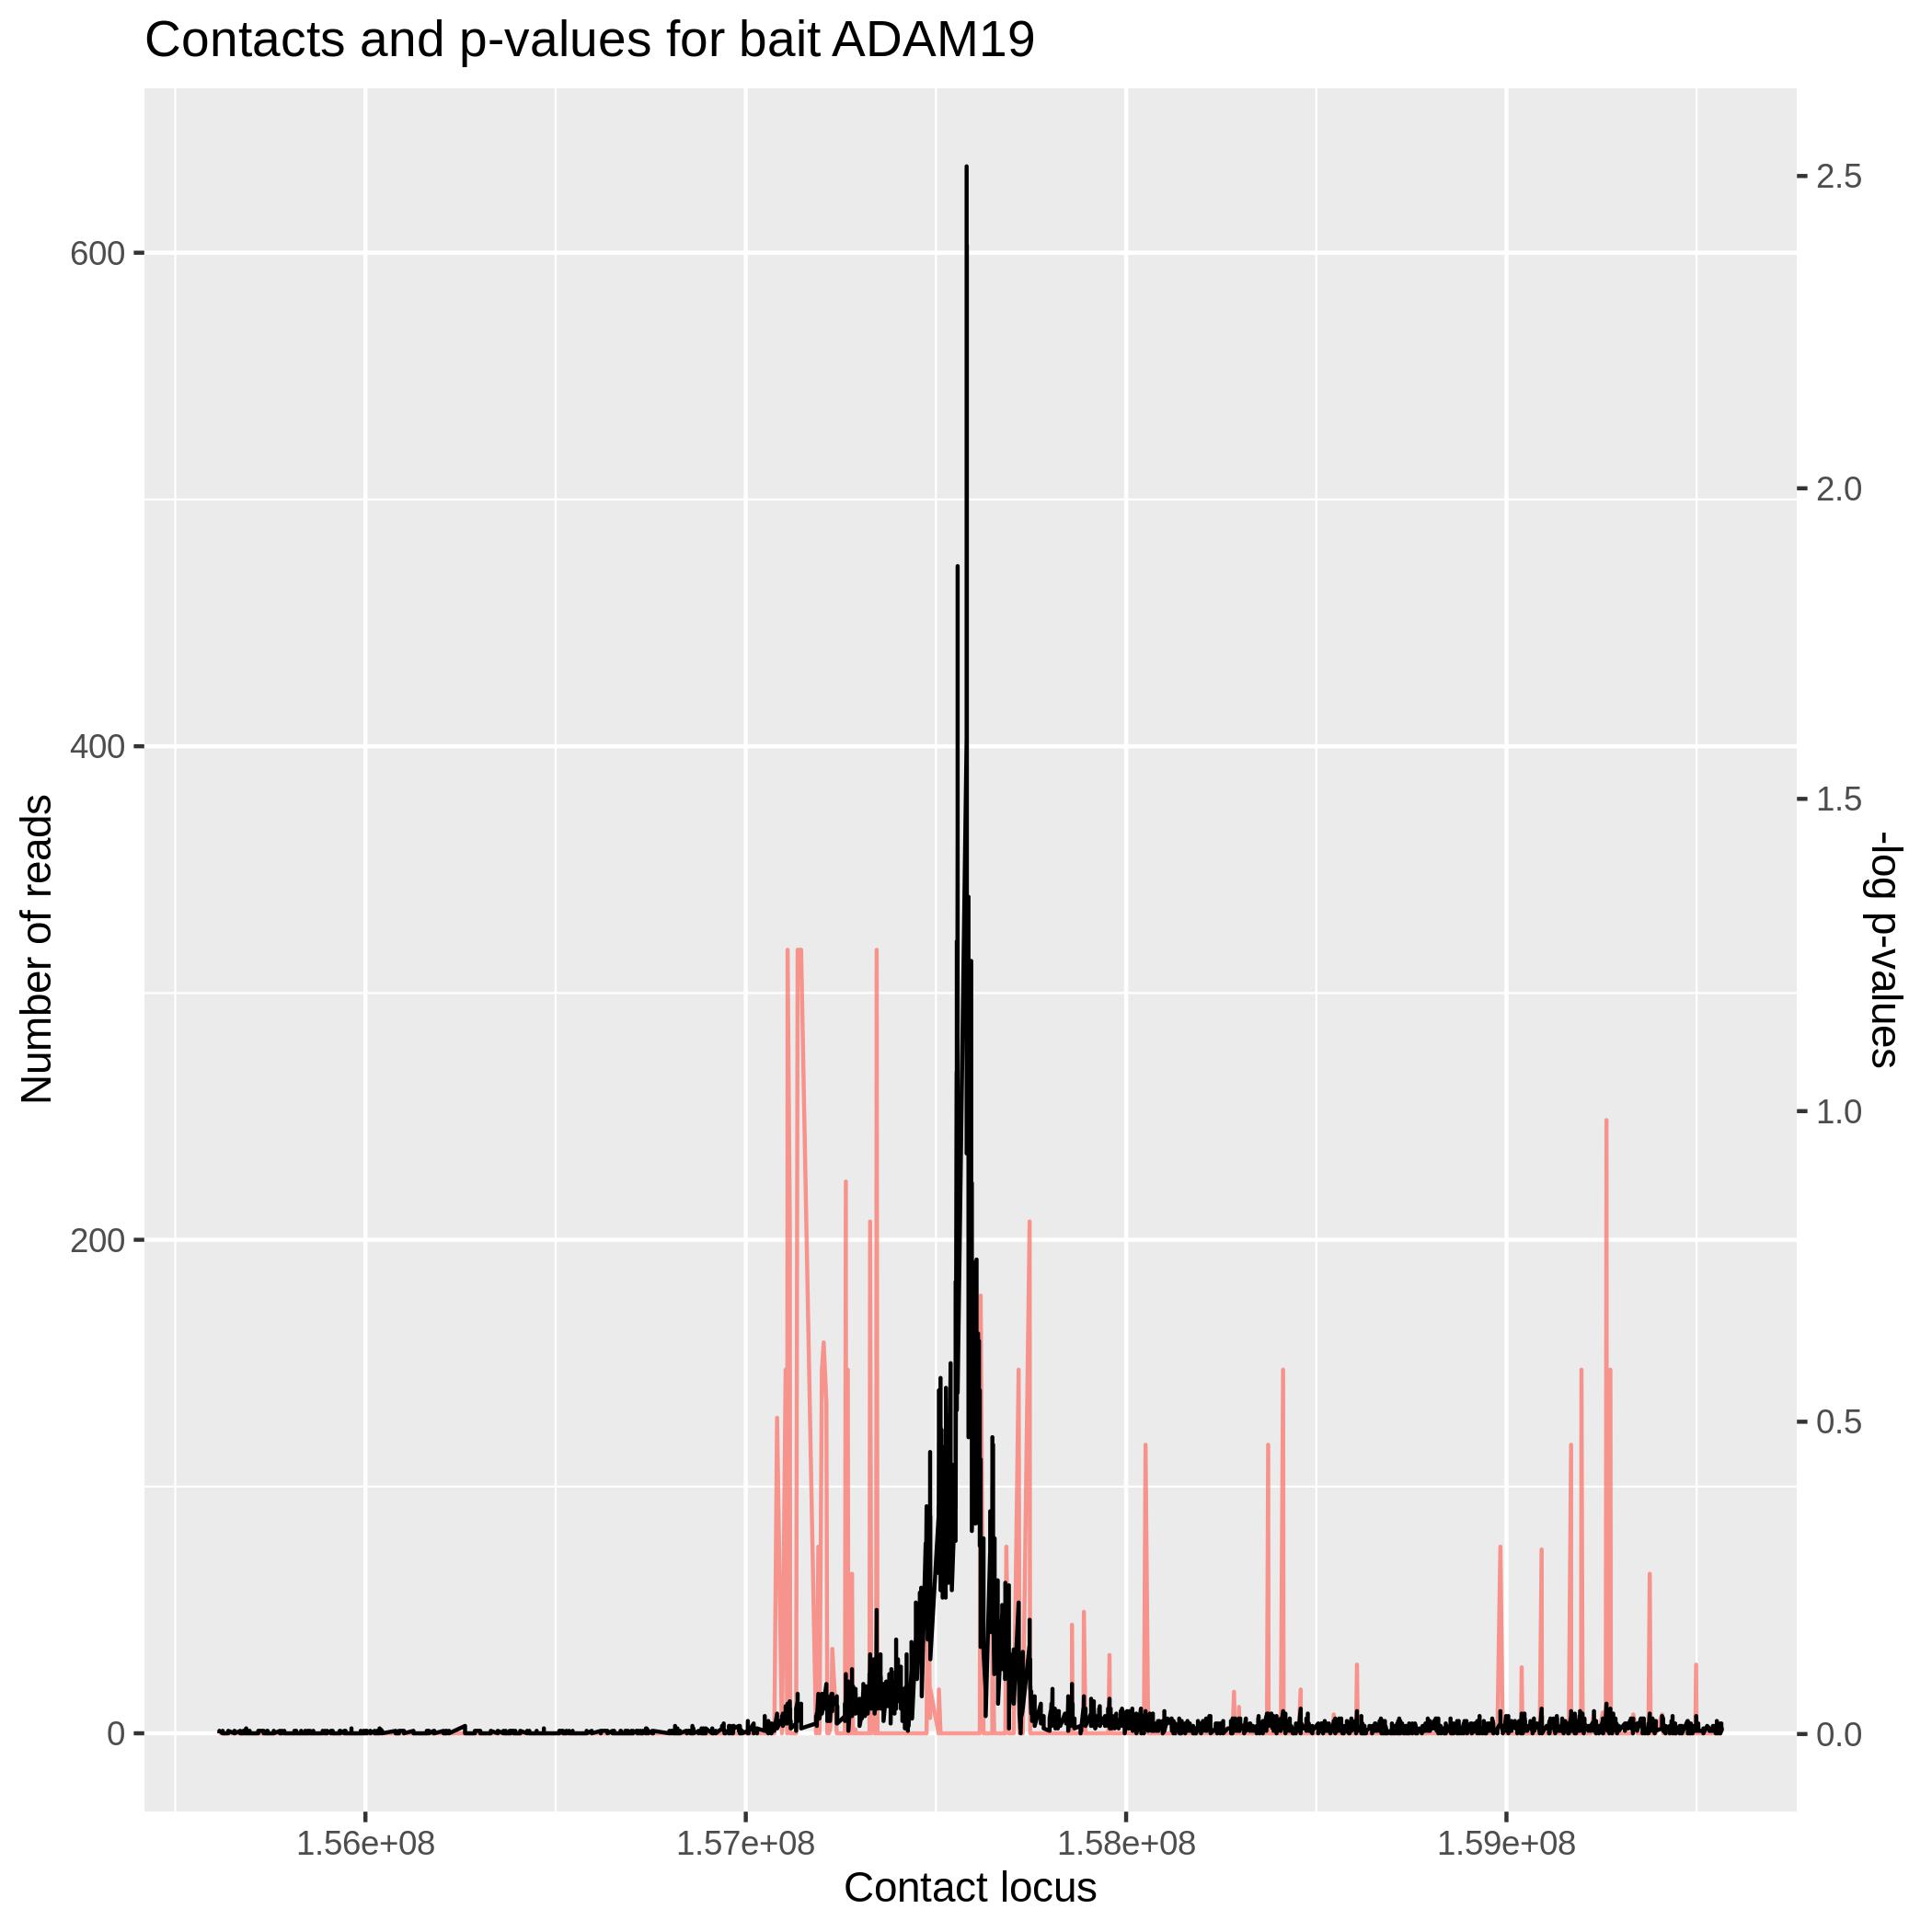 Contacts and p-values for bait ADAM19
Number of reads
600
400
200
0
2.5
2.0
1.5
1.0
0.5
0.0
-log p-values
1.56e+08
1.57e+08
1.58e+08
1.59e+08
Contact locus